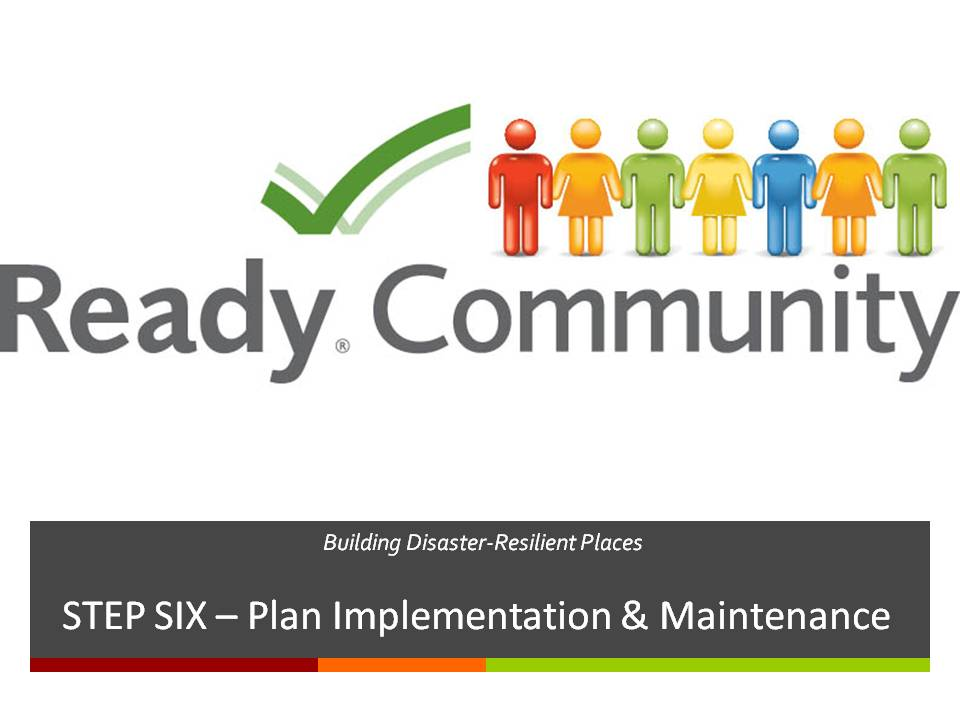 Ready® Community
Building Disaster-Resilient Places
STEP SIX – Plan Implementation & Maintenance